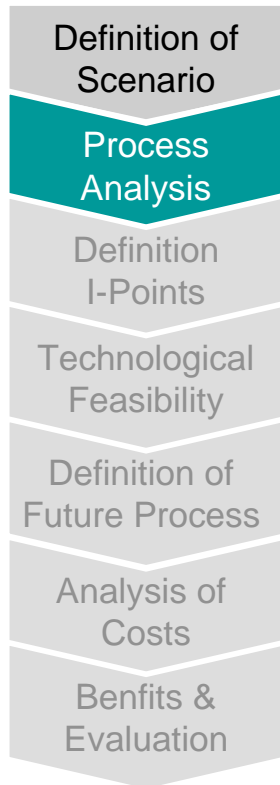 Definition of
Scenario
Process
Analysis
Definition
I-Points
Technological
Feasibility
Definition of
Future Process
Analysis of
Costs
Benfits &
Evaluation